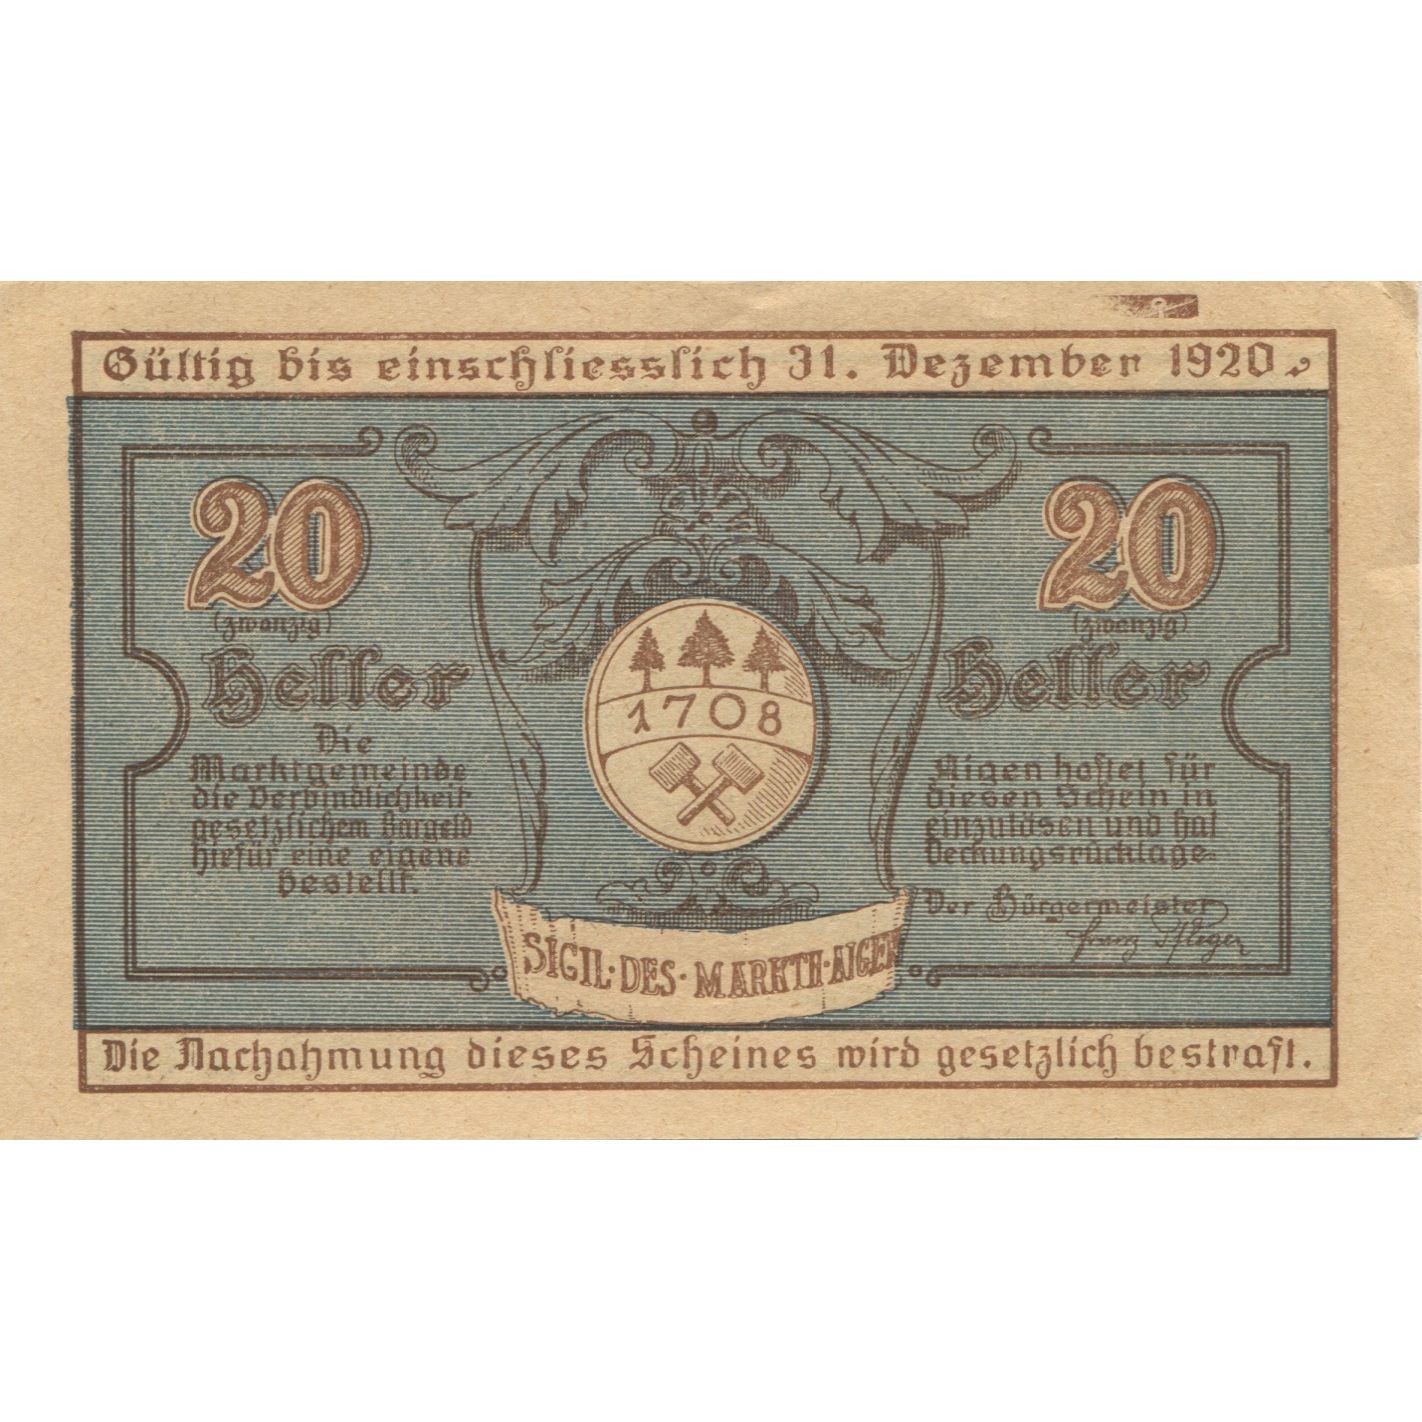 Gültig bis einschliesslich 31. Dezember 1920.
20
(zwanzig)
Heller
Die
Marktgemeinde
die Verbindlichkeit
gesetzlichem Bargeld
hiefür eine eigene
bestellt.
1708
SIGIL·DES·MARKTH·AIGEN
20
(zwanzig)
Heller
Aigen haftet für
diesen Schein in
einzulösen und hat
Deckungsrücklage
Der Bürgermeister
Franz Pfleger
Die Nachahmung dieses Scheines wird gesetzlich bestraft.